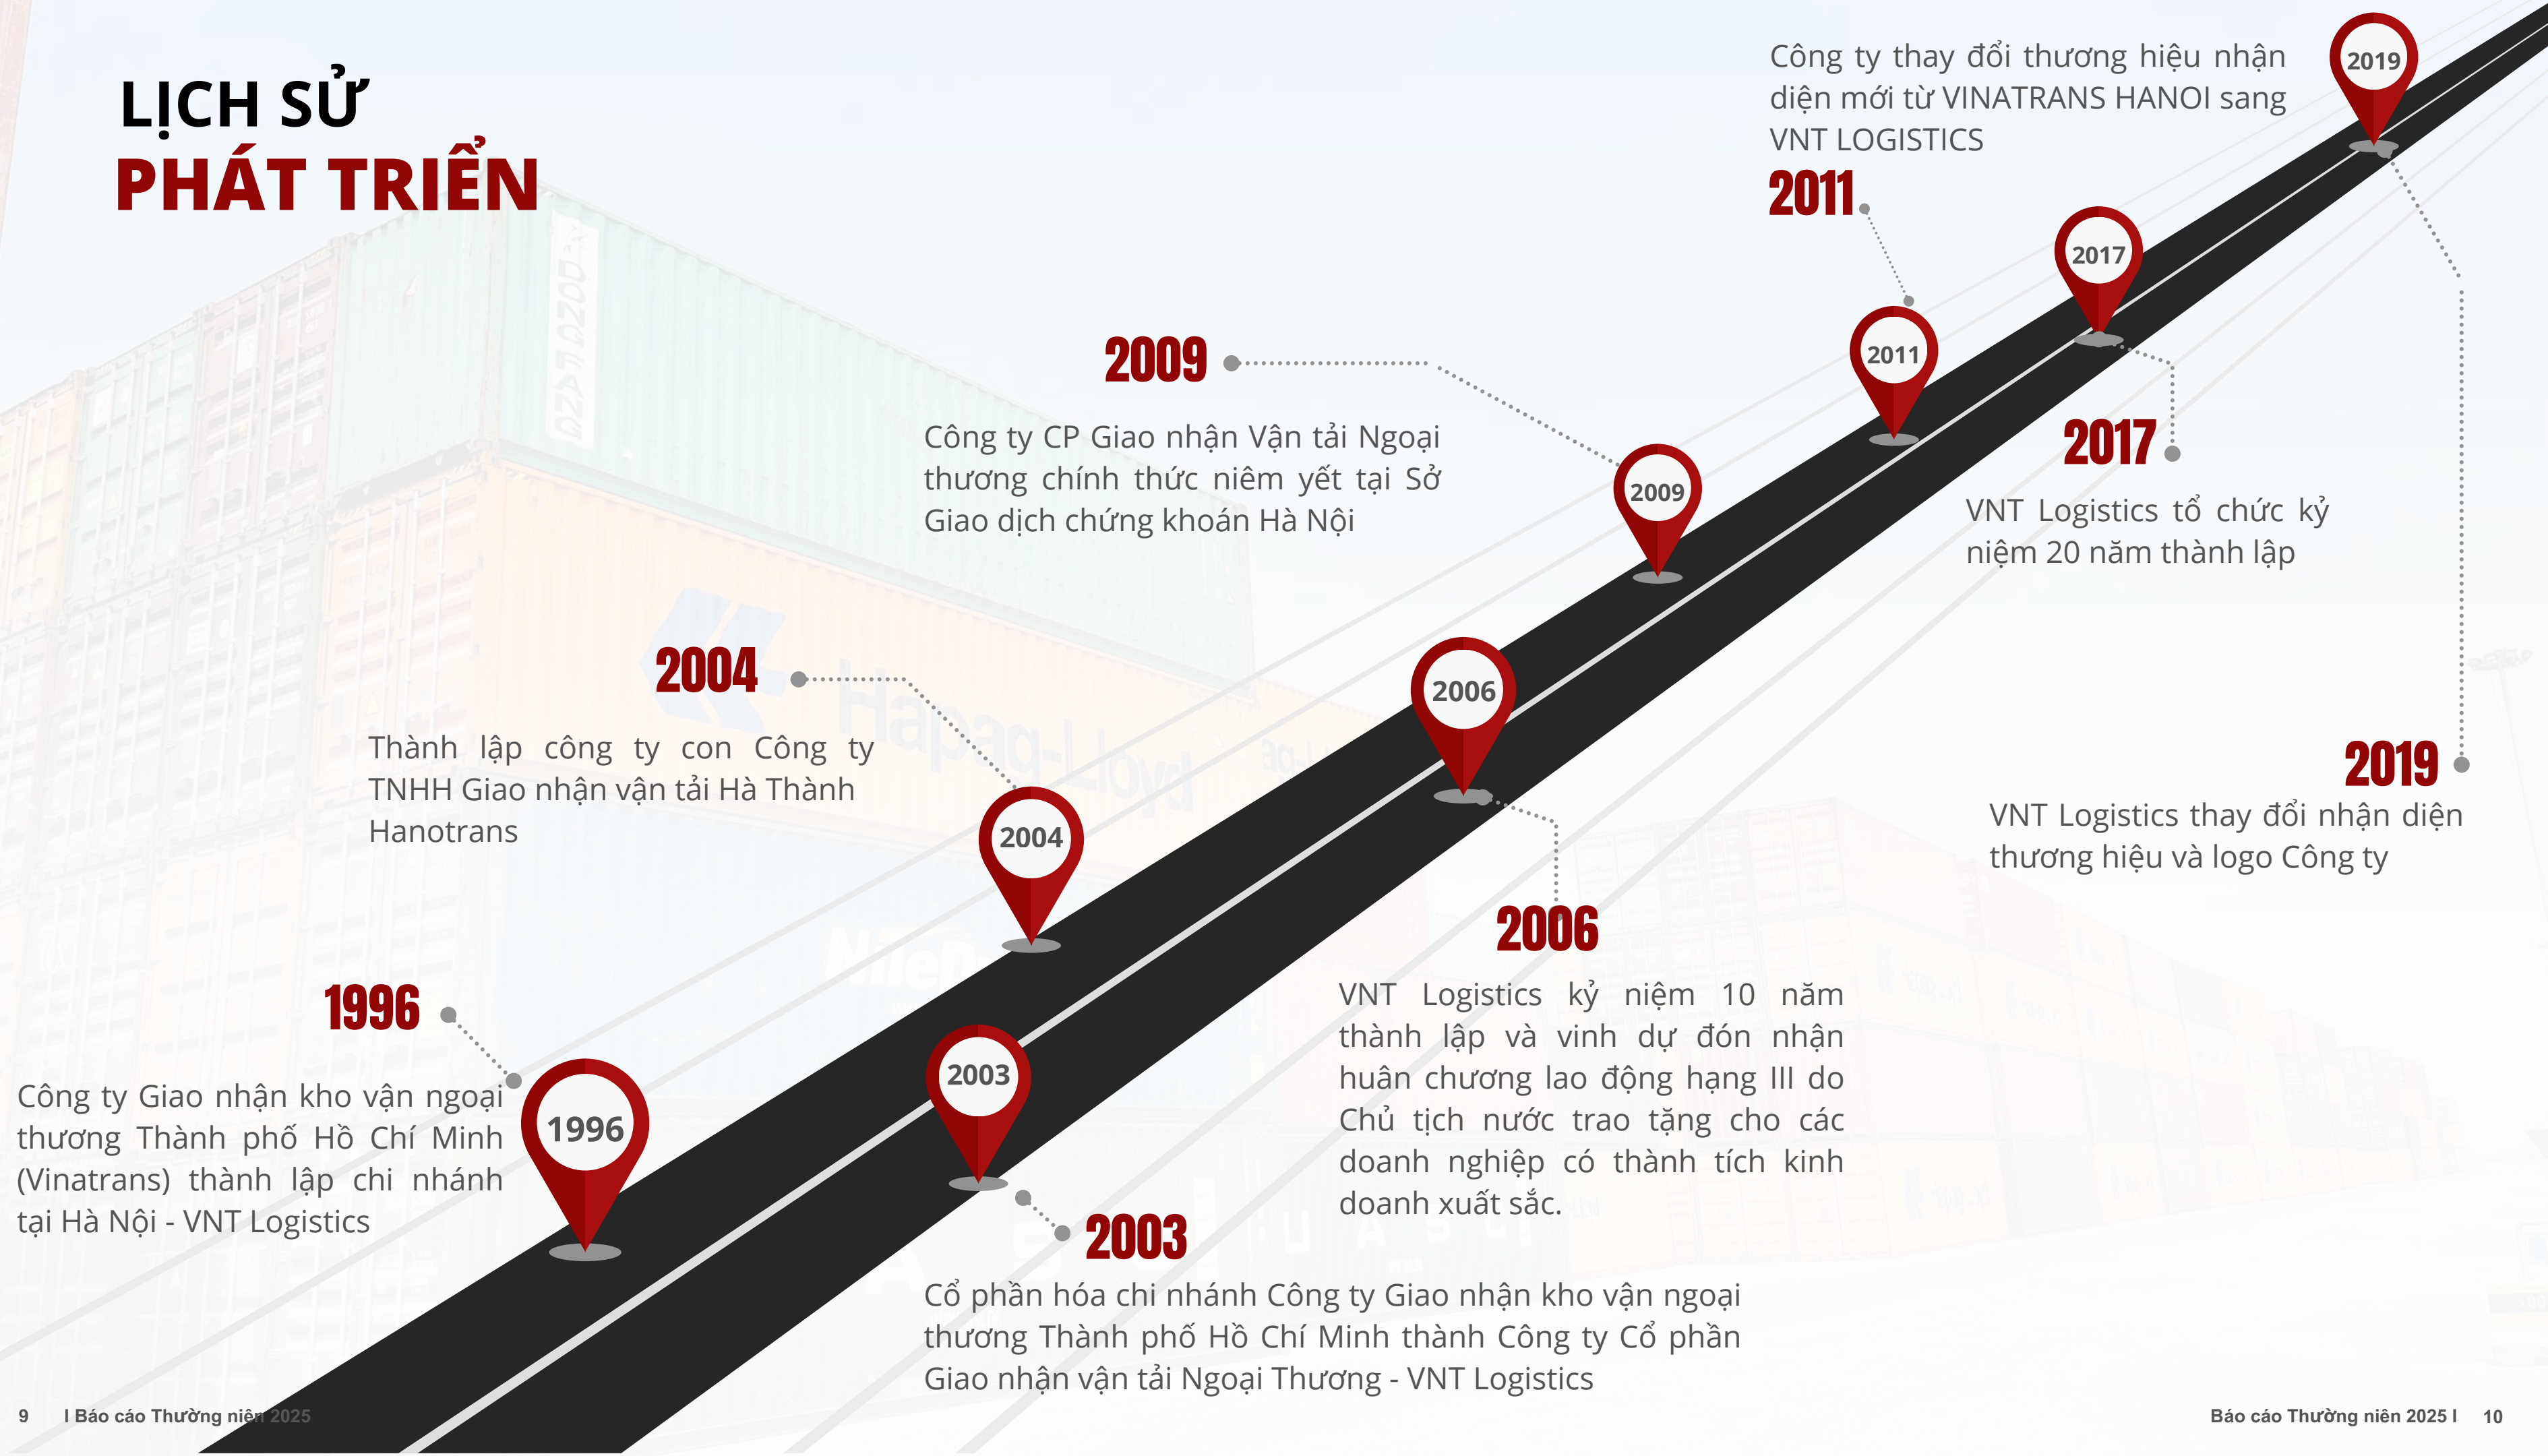 LỊCH SỬ
PHÁT TRIỂN
Công ty thay đổi thương hiệu nhận
diện mới từ VINATRANS HANOI sang
VNT LOGISTICS
2011
2019
2017
2011
2009
2009
Công ty CP Giao nhận Vận tải Ngoại
thương chính thức niêm yết tại Sở
Giao dịch chứng khoán Hà Nội
2017
VNT Logistics tổ chức kỷ
niệm 20 năm thành lập
2004
Thành lập công ty con Công ty
TNHH Giao nhận vận tải Hà Thành
Hanotrans
2004
2006
2019
VNT Logistics thay đổi nhận diện
thương hiệu và logo Công ty
2006
VNT Logistics kỷ niệm 10 năm
thành lập và vinh dự đón nhận
huân chương lao động hạng III do
Chủ tịch nước trao tặng cho các
doanh nghiệp có thành tích kinh
doanh xuất sắc.
1996
Công ty Giao nhận kho vận ngoại
thương Thành phố Hồ Chí Minh
(Vinatrans) thành lập chi nhánh
tại Hà Nội - VNT Logistics
1996
2003
2003
Cổ phần hóa chi nhánh Công ty Giao nhận kho vận ngoại
thương Thành phố Hồ Chí Minh thành Công ty Cổ phần
Giao nhận vận tải Ngoại Thương - VNT Logistics
DONG FANG
Hapag-Lloyd
9 I Báo cáo Thường niên 2025
Báo cáo Thường niên 2025 I 10